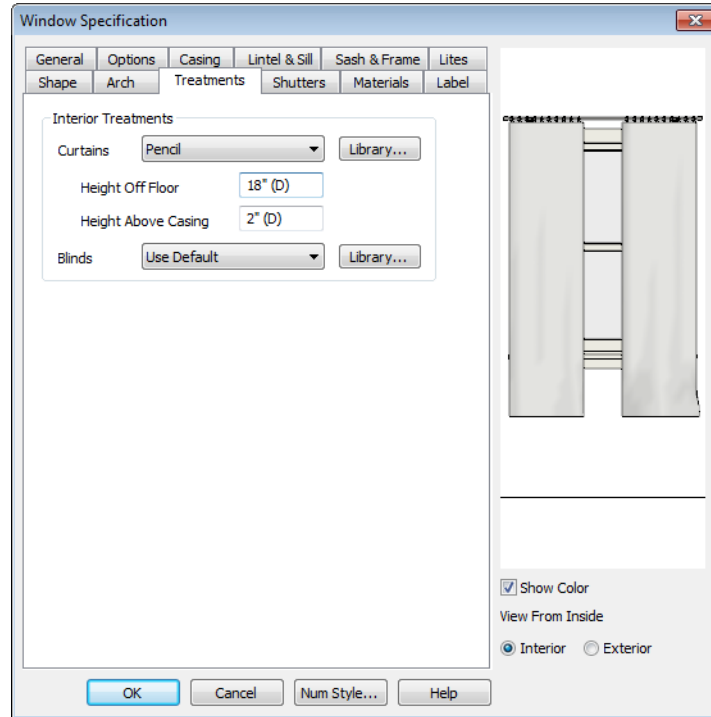 Window Specification
General Options Casing Lintel & Sill Sash & Frame Lites
Shape Arch Treatments Shutters Materials Label
Interior Treatments
Curtains Pencil Library...
Height Off Floor 18" (D)
Height Above Casing 2" (D)
Blinds Use Default Library...
Show Color
View From Inside
Interior Exterior
OK Cancel Num Style... Help